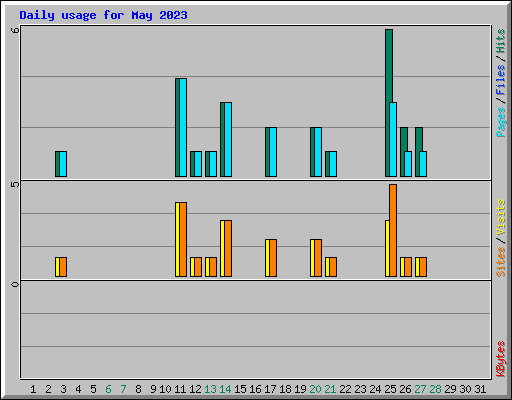 Daily usage for May 2023
6
5
0
Pages / Files / Hits
Sites / Visits
KBytes
1 2 3 4 5 6 7 8 9 10 11 12 13 14 15 16 17 18 19 20 21 22 23 24 25 26 27 28 29 30 31